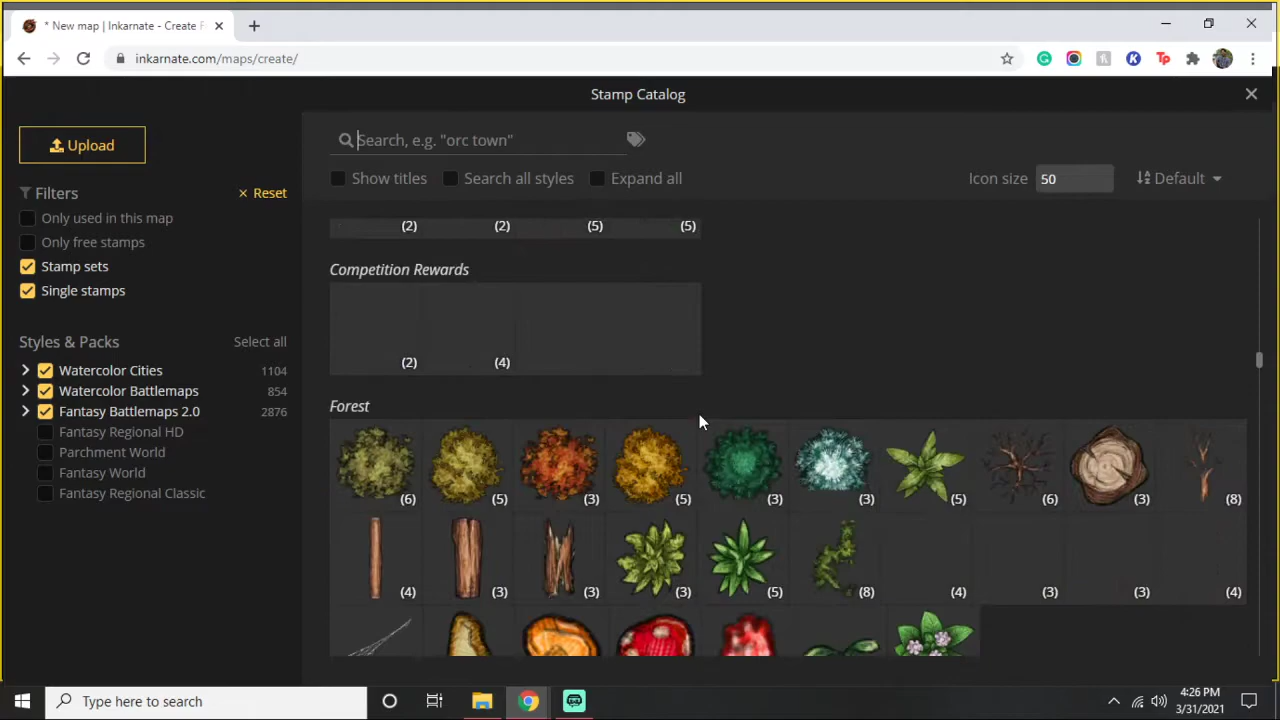 * New map | Inkarnate - Create F
inkarnate.com/maps/create/
Stamp Catalog
Upload
Search, e.g. "orc town"
Show titles
Search all styles
Expand all
Icon size
50
Default
Filters
Reset
Only used in this map
Only free stamps
Stamp sets
Single stamps
Styles & Packs
Select all
Watercolor Cities
1104
Watercolor Battlemaps
854
Fantasy Battlemaps 2.0
2876
Fantasy Regional HD
Parchment World
Fantasy World
Fantasy Regional Classic
(2) (2) (5) (5)
Competition Rewards
(2) (4)
Forest
(6) (5) (3) (5) (3) (3) (5) (6) (3) (8)
(4) (3) (3) (3) (5) (8) (4) (3) (3) (4)
Type here to search
4:26 PM
3/31/2021